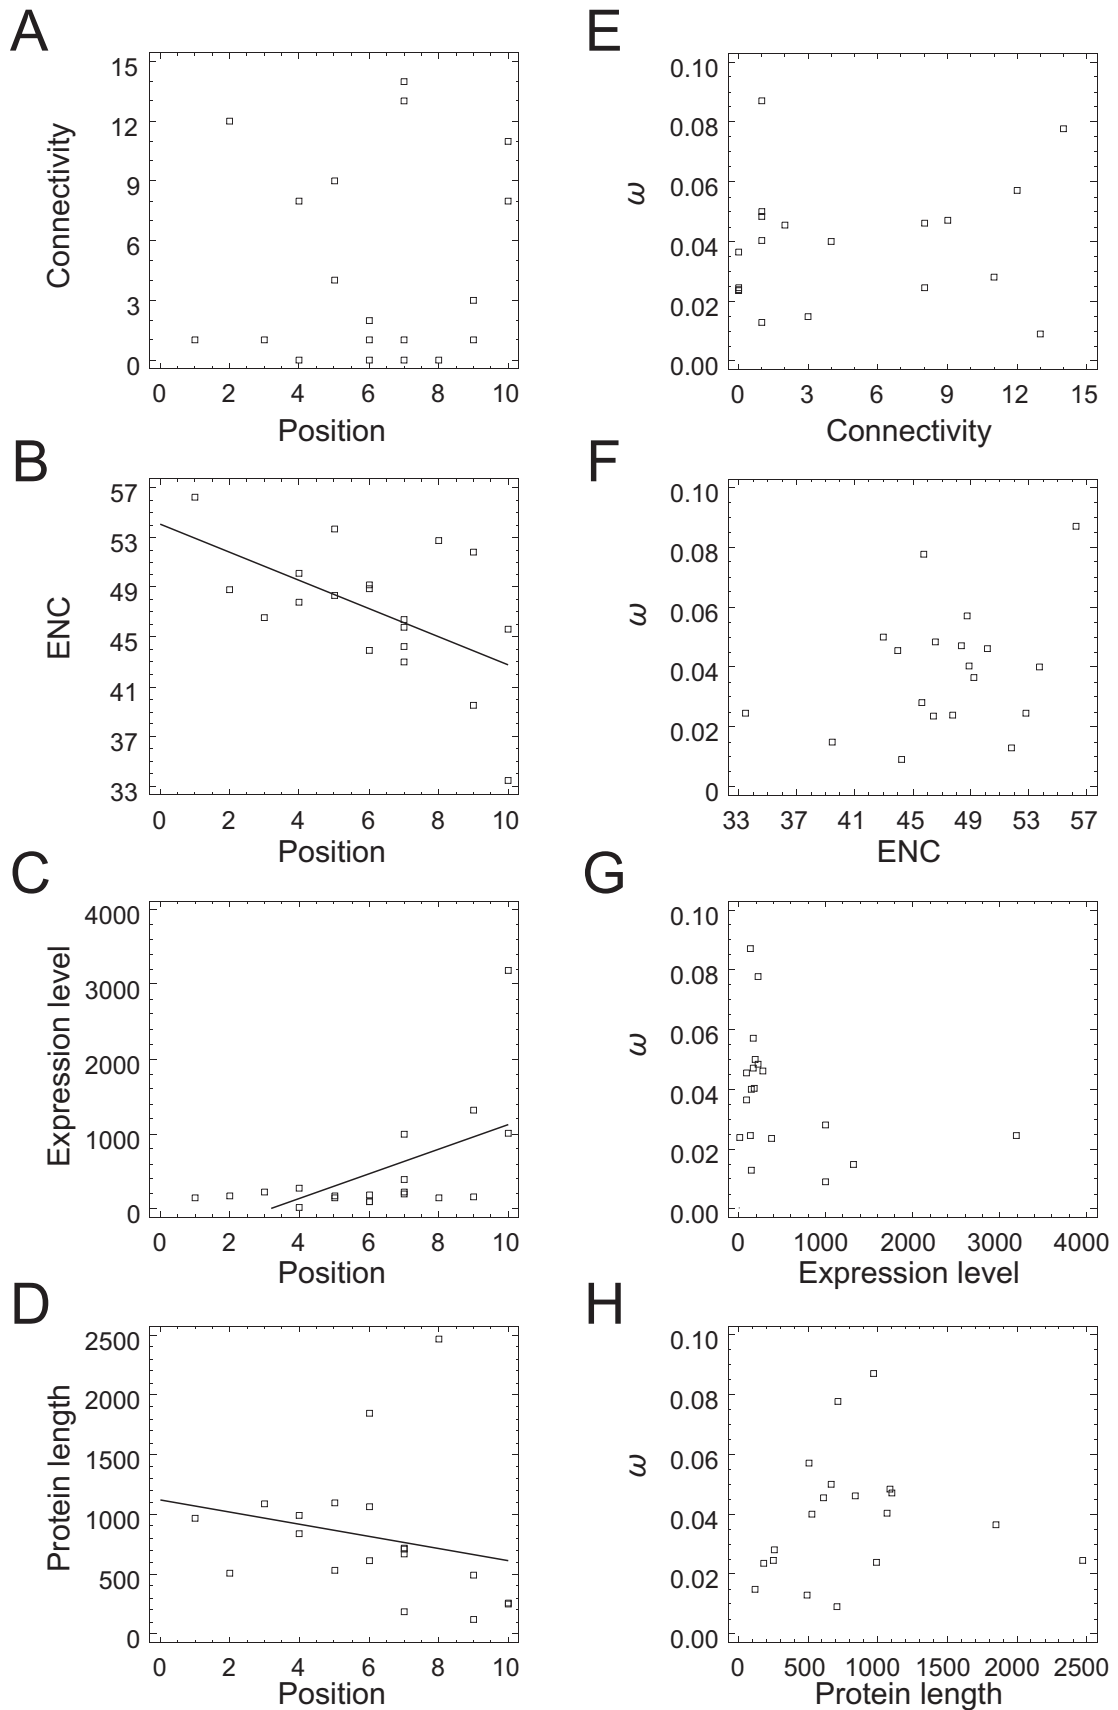 A
Connectivity
15
12
9
6
3
0
0 2 4 6 8 10
Position
B
ENC
57
53
49
45
41
37
33
0 2 4 6 8 10
Position
C
Expression level
4000
3000
2000
1000
0
0 2 4 6 8 10
Position
D
Protein length
2500
2000
1500
1000
500
0
0 2 4 6 8 10
Position
E
ω
0.10
0.08
0.06
0.04
0.02
0.00
0 3 6 9 12 15
Connectivity
F
ω
0.10
0.08
0.06
0.04
0.02
0
33 37 41 45 49 53 57
ENC
G
ω
0.10
0.08
0.06
0.04
0.02
0.00
0 1000 2000 3000 4000
Expression level
H
ω
0.10
0.08
0.06
0.04
0.02
0.00
0 500 1000 1500 2000 2500
Protein length